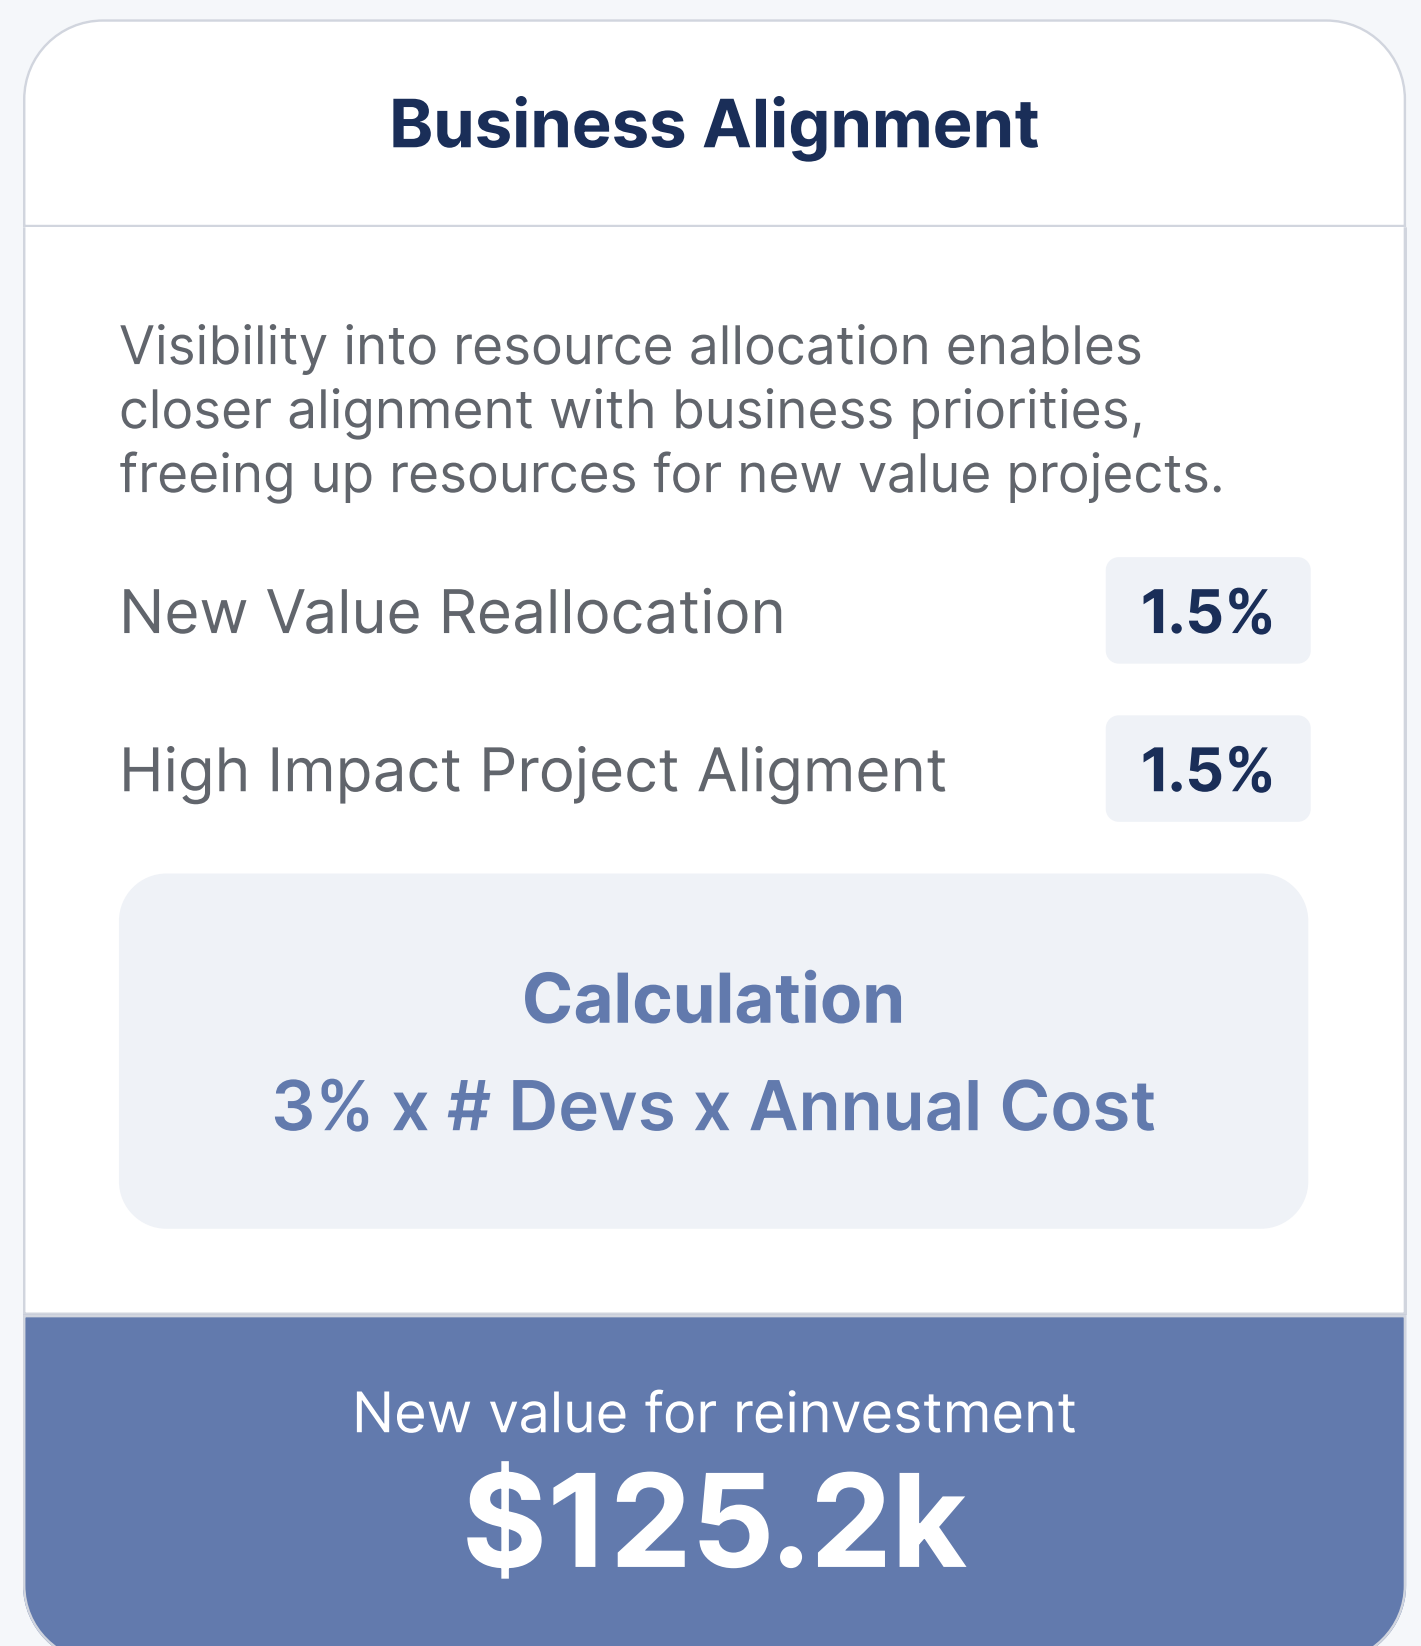 Business Alignment
Visibility into resource allocation enables
closer alignment with business priorities,
freeing up resources for new value projects.
New Value Reallocation 1.5%
High Impact Project Aligment 1.5%
Calculation
3% x # Devs x Annual Cost
New value for reinvestment
$125.2k